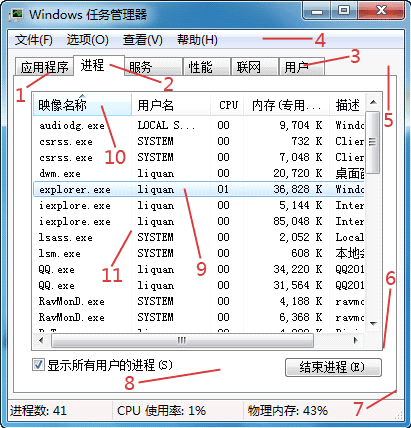 Windows 任务管理器
文件(F) 选项(O) 查看(V) 帮助(H) 4
应用程序 进程 服务 性能 联网 用户 3
1 2
5
映像名称 用户名 CPU 内存(专用... 描述
audiodg.exe LOCAL S... 00 9,704 K Windo
csrss.exe SYSTEM 00 732 K Clien
10
csrss.exe SYSTEM 00 7,048 K Clien
dwm.exe liquan 00 20,720 K 桌面窗
explorer.exe liquan 01 36,828 K Windo
iexplore.exe liquan 00 5,144 K Inter
iexplore.exe liquan 00 85,048 K Inter
lsass.exe SYSTEM 00 2,052 K Local
lsm.exe SYSTEM 00 608 K 本地会
11 9
QQ.exe liquan 00 34,220 K QQ201
QQ.exe liquan 00 31,564 K QQ201
6
RavMonD.exe SYSTEM 00 4,188 K ravmo
RavMonD.exe SYSTEM 00 6,368 K ravmo
显示所有用户的进程(S) 结束进程(E)
8
7
进程数: 41 CPU 使用率: 1% 物理内存: 43%